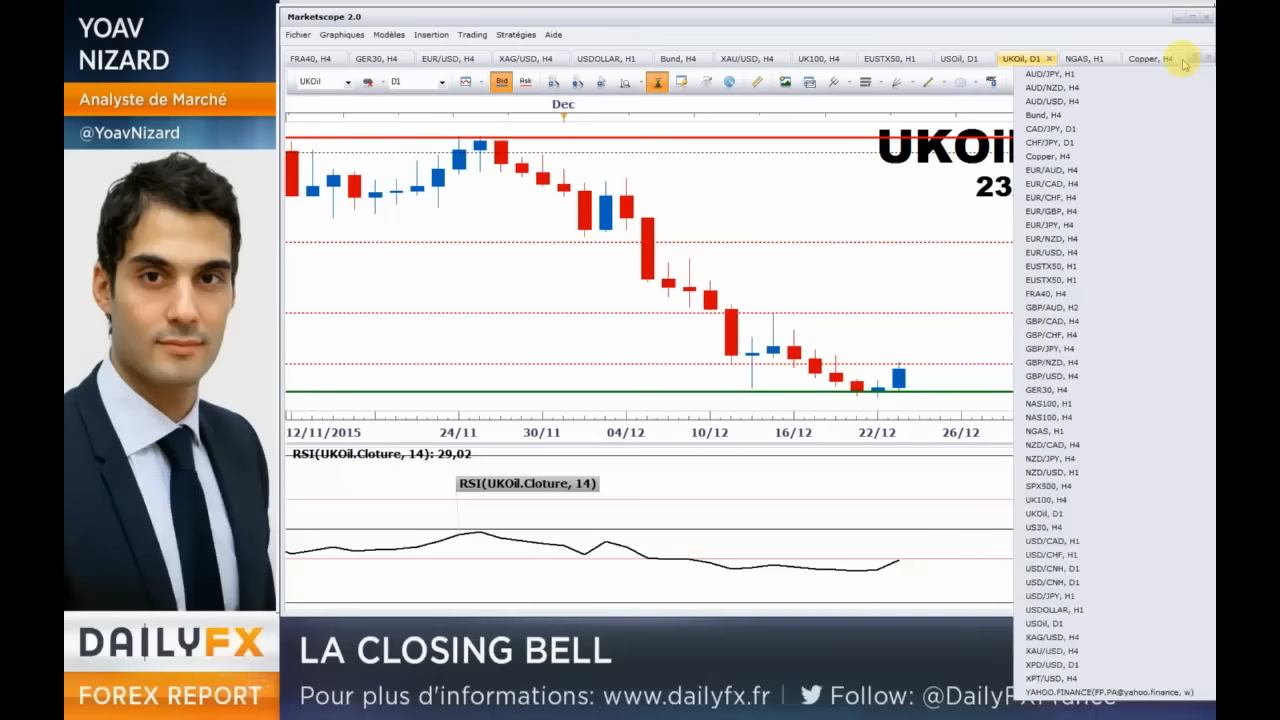 YOAV
NIZARD
Analyste de Marché
@YoavNizard
DAILYFX
FOREX REPORT
Marketscope 2.0
Fichier Graphiques Modèles Insertion Trading Stratégies Aide
FRA40, H4 GER30, H4 EUR/USD, H4 XAG/USD, H4 USDOLLAR, H1 Bund, H4 XAU/USD, H4 UK100, H4 EUSTX50, H1 USOil, D1 UKOil, D1 NGAS, H1 Copper, H4
UKOil D1 Bid Ask
Dec
UKOil
23
12/11/2015 24/11 30/11 04/12 10/12 16/12 22/12 26/12
RSI(UKOil.Cloture, 14): 29,02
RSI(UKOil.Cloture, 14)
AUD/JPY, H1
AUD/NZD, H4
AUD/USD, H4
Bund, H4
CAD/JPY, D1
CHF/JPY, D1
Copper, H4
EUR/AUD, H4
EUR/CAD, H4
EUR/CHF, H4
EUR/GBP, H4
EUR/JPY, H4
EUR/NZD, H4
EUR/USD, H4
EUSTX50, H1
EUSTX50, H1
FRA40, H4
GBP/AUD, H2
GBP/CAD, H4
GBP/CHF, H4
GBP/JPY, H4
GBP/NZD, H4
GBP/USD, H4
GER30, H4
NAS100, H1
NAS100, H4
NGAS, H1
NZD/CAD, H4
NZD/JPY, H4
NZD/USD, H1
SPX500, H4
UK100, H4
UKOil, D1
US30, H4
USD/CAD, H1
USD/CHF, H1
USD/CNH, D1
USD/CNH, D1
USD/JPY, H1
USDOLLAR, H1
USOil, D1
XAG/USD, H4
XAU/USD, H4
XPD/USD, D1
XPT/USD, H4
YAHOO.FINANCE(FP.PA@yahoo.finance, w)
LA CLOSING BELL
Pour plus d'informations: www.dailyfx.fr Follow: @DailyFXFrance